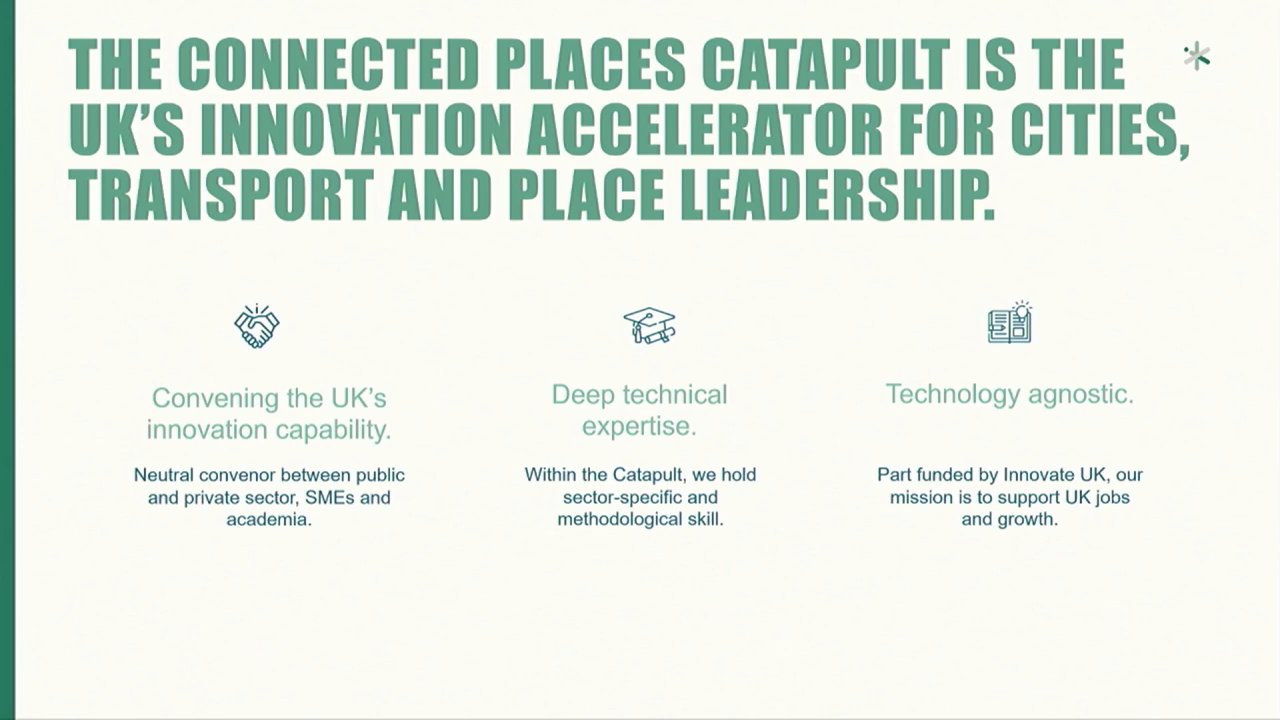 THE CONNECTED PLACES CATAPULT IS THE
UK’S INNOVATION ACCELERATOR FOR CITIES,
TRANSPORT AND PLACE LEADERSHIP.
Convening the UK’s
innovation capability.
Neutral convenor between public
and private sector, SMEs and
academia.
Deep technical
expertise.
Within the Catapult, we hold
sector-specific and
methodological skill.
Technology agnostic.
Part funded by Innovate UK, our
mission is to support UK jobs
and growth.